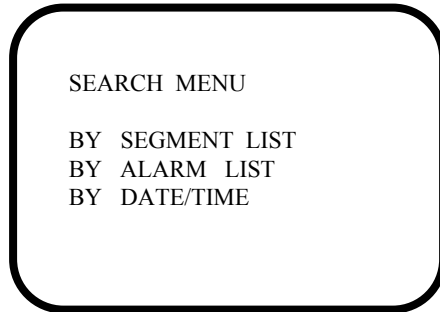 SEARCH MENU
BY SEGMENT LIST
BY ALARM LIST
BY DATE/TIME